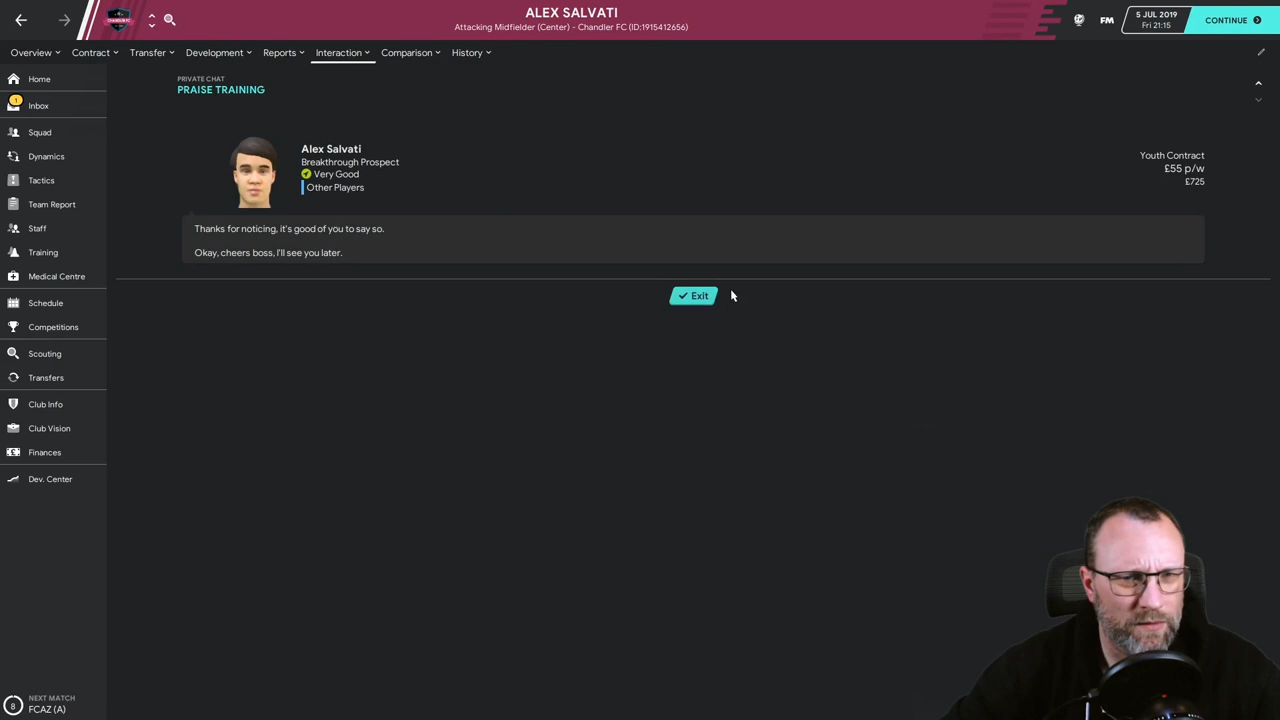 ALEX SALVATI
Attacking Midfielder (Center) - Chandler FC (ID:1915412656)
FM
5 JUL 2019
Fri 21:15
CONTINUE
Overview
Contract
Transfer
Development
Reports
Interaction
Comparison
History
Home
1
Inbox
Squad
Dynamics
Tactics
Team Report
Staff
Training
Medical Centre
Schedule
Competitions
Scouting
Transfers
Club Info
Club Vision
Finances
Dev. Center
8
NEXT MATCH
FCAZ (A)
PRIVATE CHAT
PRAISE TRAINING
Alex Salvati
Breakthrough Prospect
Very Good
Other Players
Youth Contract
£55 p/w
£725
Thanks for noticing, it's good of you to say so.
Okay, cheers boss, I'll see you later.
Exit